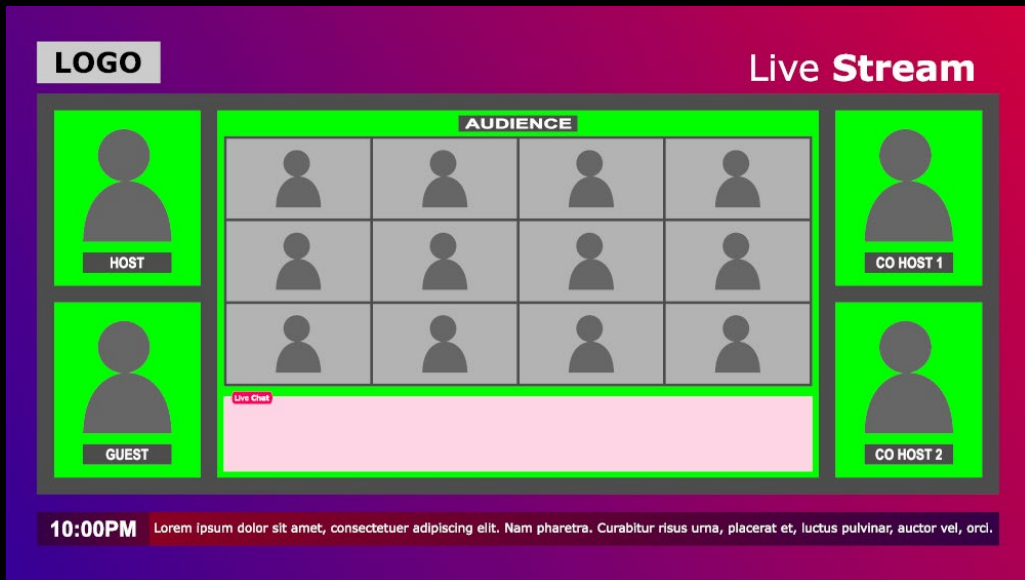 LOGO
Live Stream
AUDIENCE
HOST
CO HOST 1
Live Chat
GUEST
CO HOST 2
10:00PM
Lorem ipsum dolor sit amet, consectetuer adipiscing elit. Nam pharetra. Curabitur risus urna, placerat et, luctus pulvinar, auctor vel, orci.